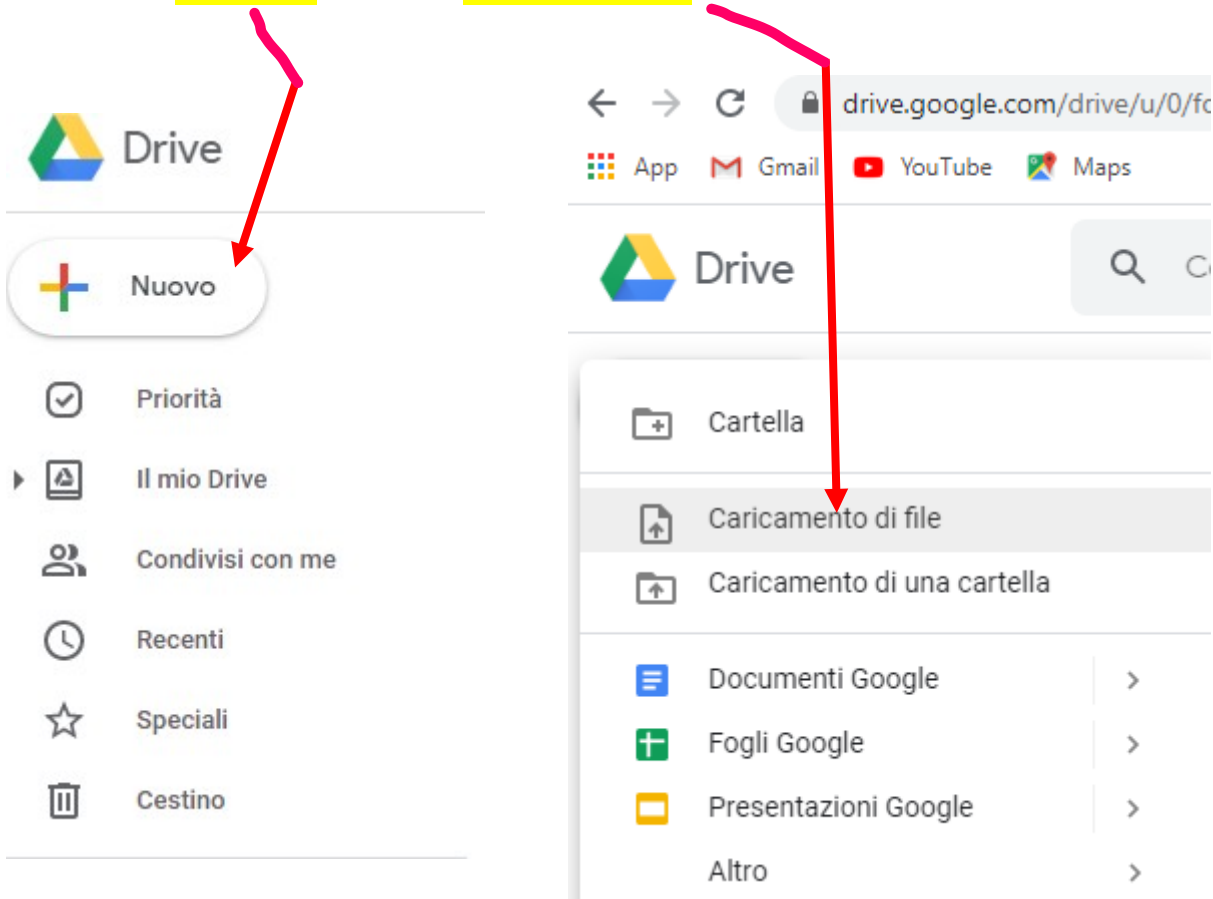 Drive
Nuovo
Priorità
Il mio Drive
Condivisi con me
Recenti
Speciali
Cestino
drive.google.com/drive/u/0/fo
App Gmail YouTube Maps
Drive
Cartella
Caricamento di file
Caricamento di una cartella
Documenti Google
Fogli Google
Presentazioni Google
Altro